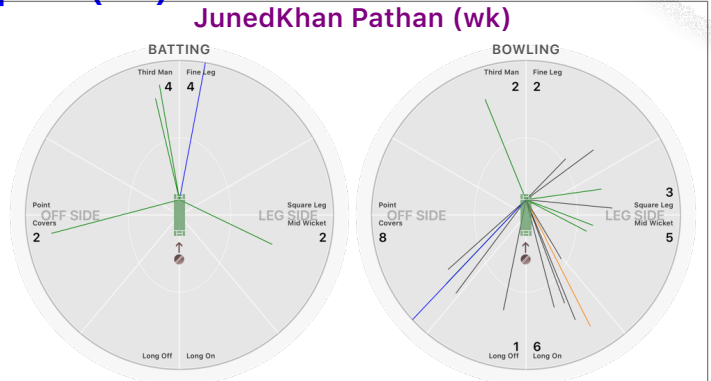 JunedKhan Pathan (wk)
BATTING
Third Man
4
Fine Leg
4
Point
OFF SIDE
Covers
2
Square Leg
LEG SIDE
Mid Wicket
2
Long Off
Long On
BOWLING
Third Man
2
Fine Leg
2
Point
OFF SIDE
Covers
8
3
Square Leg
LEG SIDE
Mid Wicket
5
1
Long Off
6
Long On